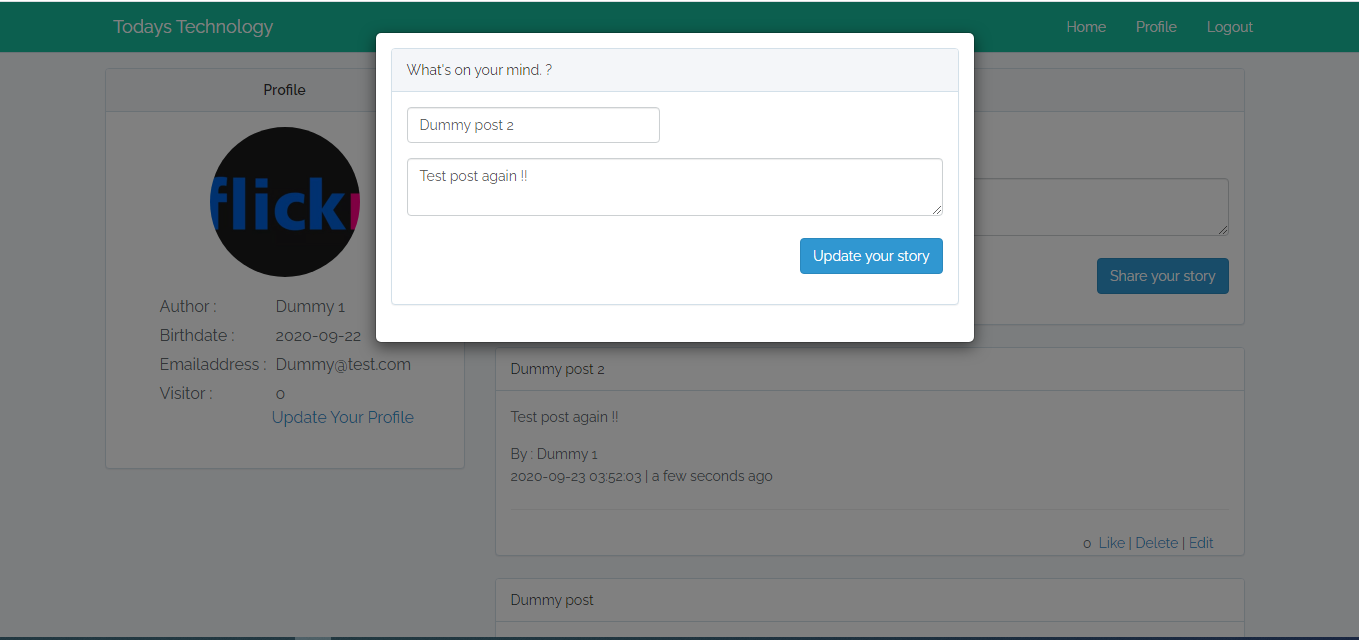 Todays Technology
Home Profile Logout
What's on your mind. ?
Dummy post 2
Test post again !!
Update your story
Profile
flickr
Author : Dummy 1
Birthdate : 2020-09-22
Emailaddress : Dummy@test.com
Visitor : 0
Update Your Profile
Share your story
Dummy post 2
Test post again !!
By : Dummy 1
2020-09-23 03:52:03 | a few seconds ago
0 Like | Delete | Edit
Dummy post